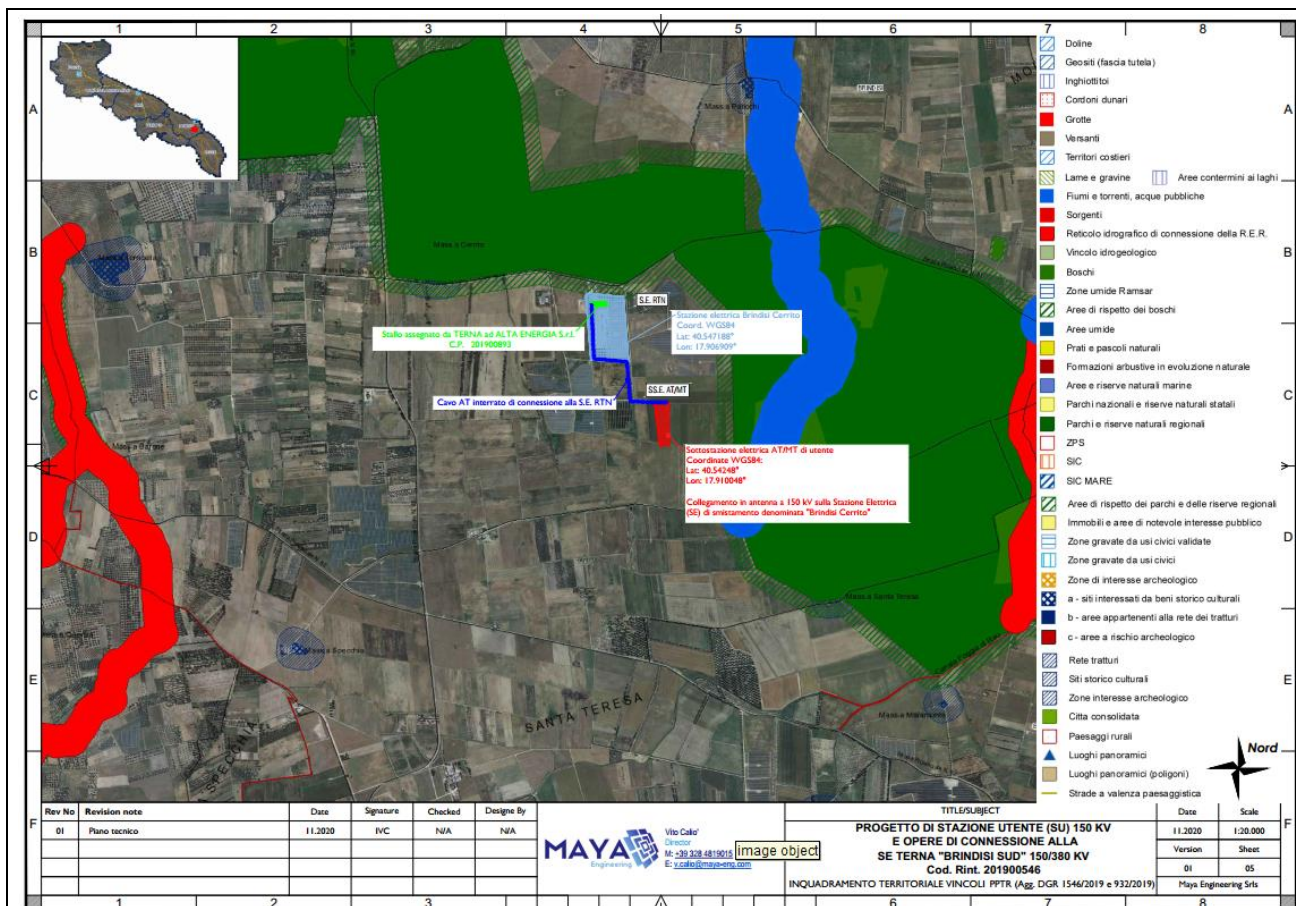 1 2 3 4 5 6 7 8
A
B
C
D
E
F
A
B
C
D
E
F
SANTA TERESA
S.E. RTN
Stallo assegnato da TERNA ad ALTA ENERGIA S.r.l.
C.P. 201900893
Stazione elettrica Brindisi Cerrito
Coord. WGS84
Lat: 40.547188°
Lon: 17.906909°
S.S.E. AT/MT
Cavo AT interrato di connessione alla S.E. RTN
Sottostazione elettrica AT/MT di utente
Coordinate WGS84:
Lat: 40.54248°
Lon: 17.910048°
Collegamento in antenna a 150 kV sulla Stazione Elettrica
(SE) di smistamento denominata "Brindisi Cerrito"
Mass a Cerrito
Mass a Santa Teresa
Mass a Specchia
Doline
Geositi (fascia tutela)
Inghiottitoi
Cordoni dunari
Grotte
Versanti
Territori costieri
Lame e gravine
Aree contermini ai laghi
Fiumi e torrenti, acque pubbliche
Sorgenti
Reticolo idrografico di connessione della R.E.R.
Vincolo idrogeologico
Boschi
Zone umide Ramsar
Aree di rispetto dei boschi
Aree umide
Prati e pascoli naturali
Formazioni arbustive in evoluzione naturale
Aree e riserve naturali marine
Parchi nazionali e riserve naturali statali
Parchi e riserve naturali regionali
ZPS
SIC
SIC MARE
Aree di rispetto dei parchi e delle riserve regionali
Immobili e aree di notevole interesse pubblico
Zone gravate da usi civici validate
Zone gravate da usi civici
Zone di interesse archeologico
a - siti interessati da beni storico culturali
b - aree appartenenti alla rete dei tratturi
c - aree a rischio archeologico
Rete tratturi
Siti storico culturali
Zone interesse archeologico
Citta consolidata
Paesaggi rurali
Luoghi panoramici
Luoghi panoramici (poligoni)
Strade a valenza paesaggistica
Nord
Rev No Revision note Date Signature Checked Designe By
01 Piano tecnico 11.2020 IVC N/A N/A
MAYA
Engineering
Vito Calio'
Director
M: +39 328 4819015
E: v.calio@maya-eng.com
image object
TITLE/SUBJECT
PROGETTO DI STAZIONE UTENTE (SU) 150 KV
E OPERE DI CONNESSIONE ALLA
SE TERNA "BRINDISI SUD" 150/380 KV
Cod. Rint. 201900546
INQUADRAMENTO TERRITORIALE VINCOLI PPTR (Agg. DGR 1546/2019 e 932/2019)
Date Scale
11.2020 1:20.000
Version Sheet
01 05
Maya Engineering Srls
1 2 3 4 5 6 7 8